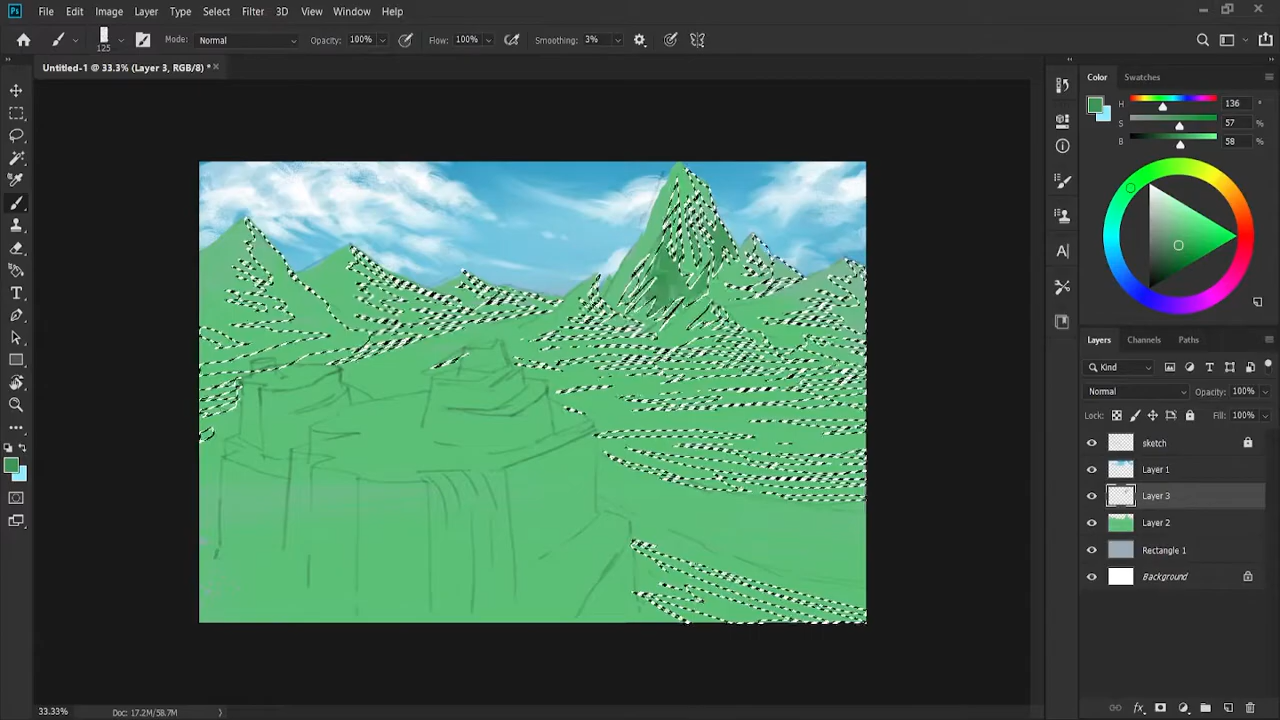 Ps File Edit Image Layer Type Select Filter 3D View Window Help
125 Mode: Normal Opacity: 100% Flow: 100% Smoothing: 3%
Untitled-1 @ 33.3% (Layer 3, RGB/8) *
Color Swatches
H 136 °
S 57 %
B 58 %
Layers Channels Paths
Kind
Normal Opacity: 100%
Lock: Fill: 100%
sketch
Layer 1
Layer 3
Layer 2
Rectangle 1
Background
33.33% Doc: 17.2M/58.7M